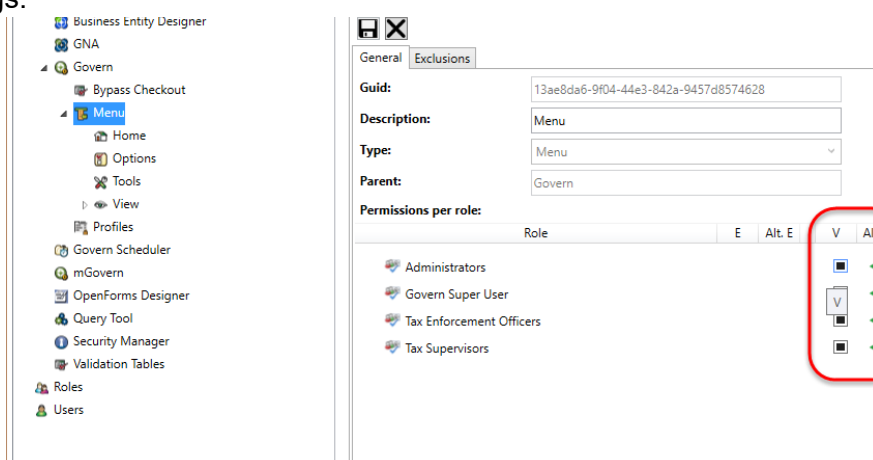 gs.
Business Entity Designer
GNA
Govern
Bypass Checkout
Menu
Home
Options
Tools
View
Profiles
Govern Scheduler
mGovern
OpenForms Designer
Query Tool
Security Manager
Validation Tables
Roles
Users
General Exclusions
Guid: 13ae8da6-9f04-44e3-842a-9457d8574628
Description: Menu
Type: Menu
Parent: Govern
Permissions per role:
Role E Alt. E V Al
Administrators
Govern Super User
V
Tax Enforcement Officers
Tax Supervisors